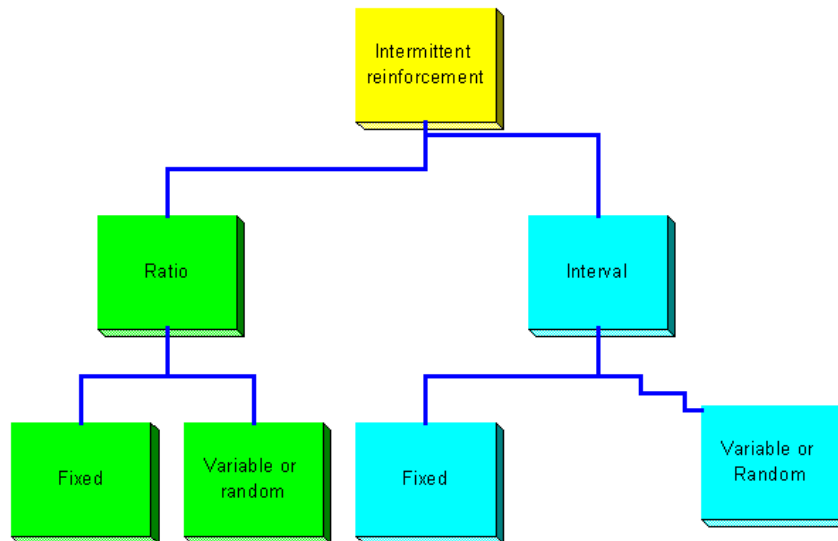 Intermittent
reinforcement
Ratio
Interval
Fixed
Variable or
random
Fixed
Variable or
Random